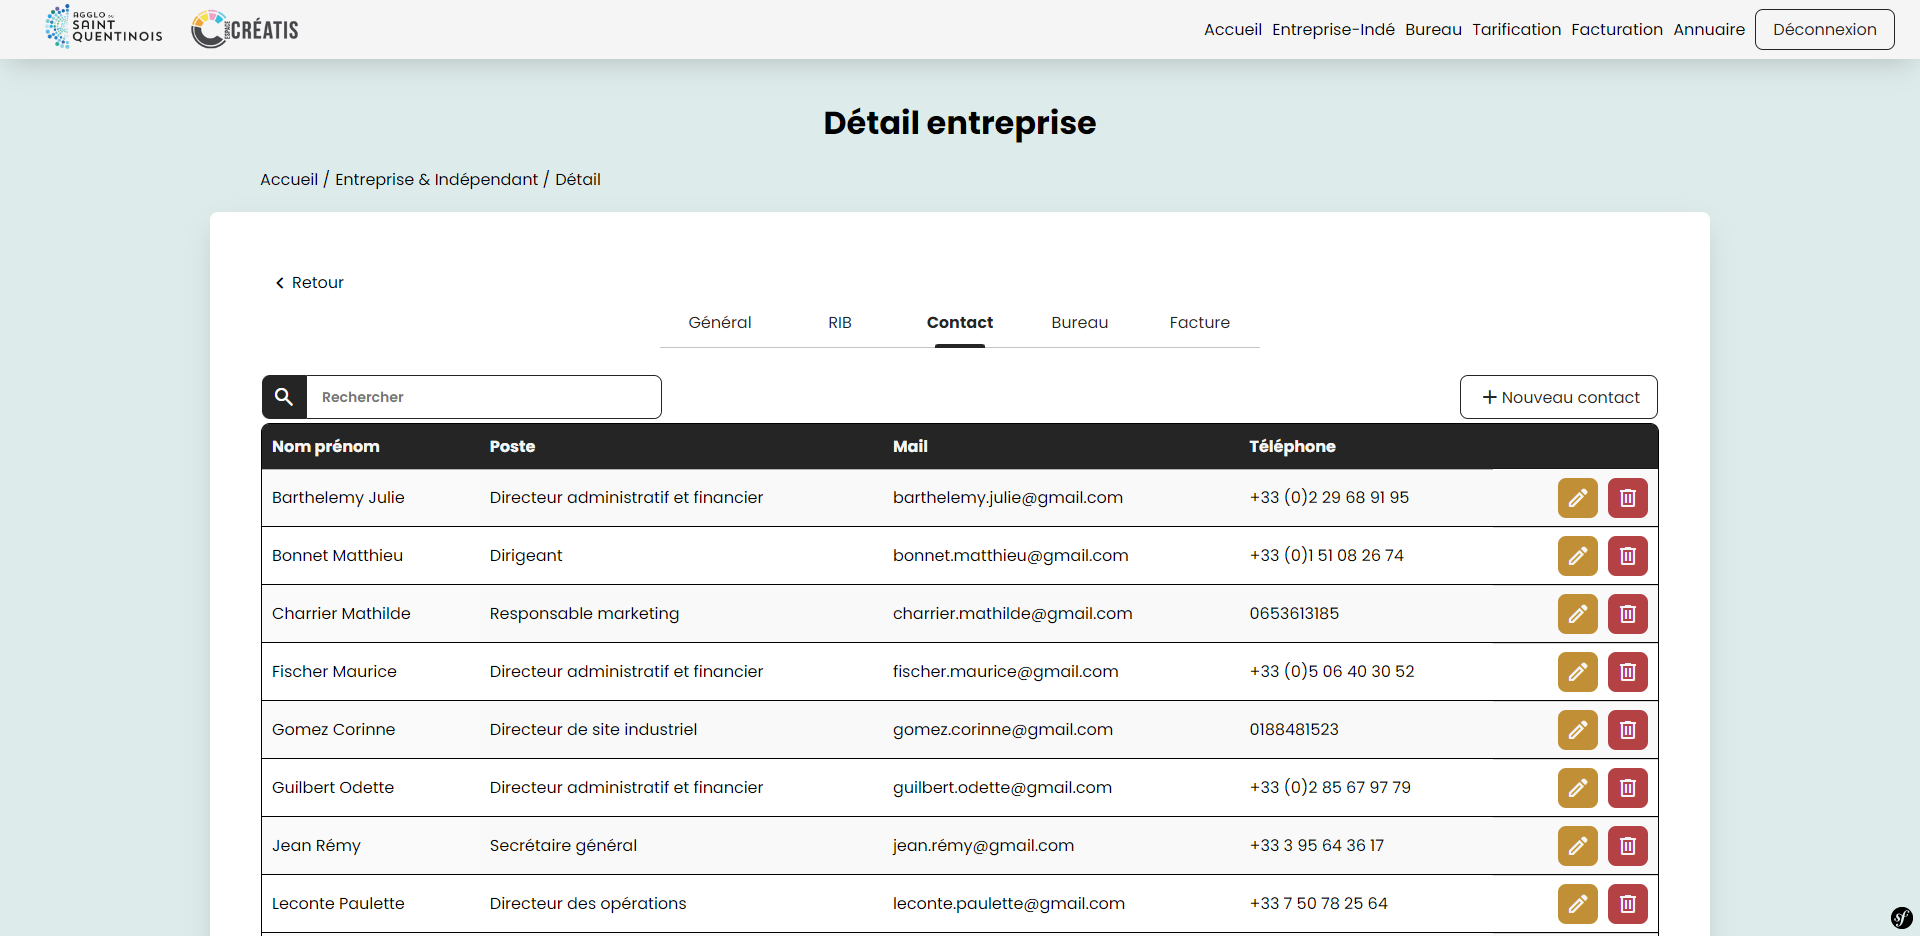 AGGLO DU
SAINT
QUENTINOIS
ESPACE CRÉATIS
Accueil Entreprise-Indé Bureau Tarification Facturation Annuaire Déconnexion
Détail entreprise
Accueil / Entreprise & Indépendant / Détail
Retour
Général RIB Contact Bureau Facture
Rechercher
Nouveau contact
Nom prénom Poste Mail Téléphone
Barthelemy Julie Directeur administratif et financier barthelemy.julie@gmail.com +33 (0)2 29 68 91 95
Bonnet Matthieu Dirigeant bonnet.matthieu@gmail.com +33 (0)1 51 08 26 74
Charrier Mathilde Responsable marketing charrier.mathilde@gmail.com 0653613185
Fischer Maurice Directeur administratif et financier fischer.maurice@gmail.com +33 (0)5 06 40 30 52
Gomez Corinne Directeur de site industriel gomez.corinne@gmail.com 0188481523
Guilbert Odette Directeur administratif et financier guilbert.odette@gmail.com +33 (0)2 85 67 97 79
Jean Rémy Secrétaire général jean.rémy@gmail.com +33 3 95 64 36 17
Leconte Paulette Directeur des opérations leconte.paulette@gmail.com +33 7 50 78 25 64
sf